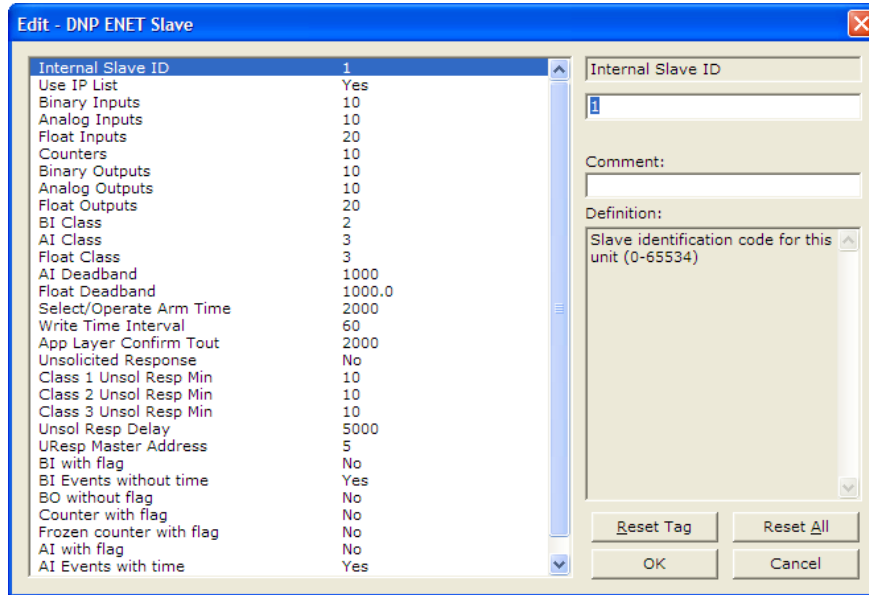 Edit - DNP ENET Slave
Internal Slave ID 1
Use IP List Yes
Binary Inputs 10
Analog Inputs 10
Float Inputs 20
Counters 10
Binary Outputs 10
Analog Outputs 10
Float Outputs 20
BI Class 2
AI Class 3
Float Class 3
AI Deadband 1000
Float Deadband 1000.0
Select/Operate Arm Time 2000
Write Time Interval 60
App Layer Confirm Tout 2000
Unsolicited Response No
Class 1 Unsol Resp Min 10
Class 2 Unsol Resp Min 10
Class 3 Unsol Resp Min 10
Unsol Resp Delay 5000
UResp Master Address 5
BI with flag No
BI Events without time Yes
BO without flag No
Counter with flag No
Frozen counter with flag No
AI with flag No
AI Events with time Yes
Internal Slave ID
1
Comment:
Definition:
Slave identification code for this
unit (0-65534)
Reset Tag
Reset All
OK
Cancel